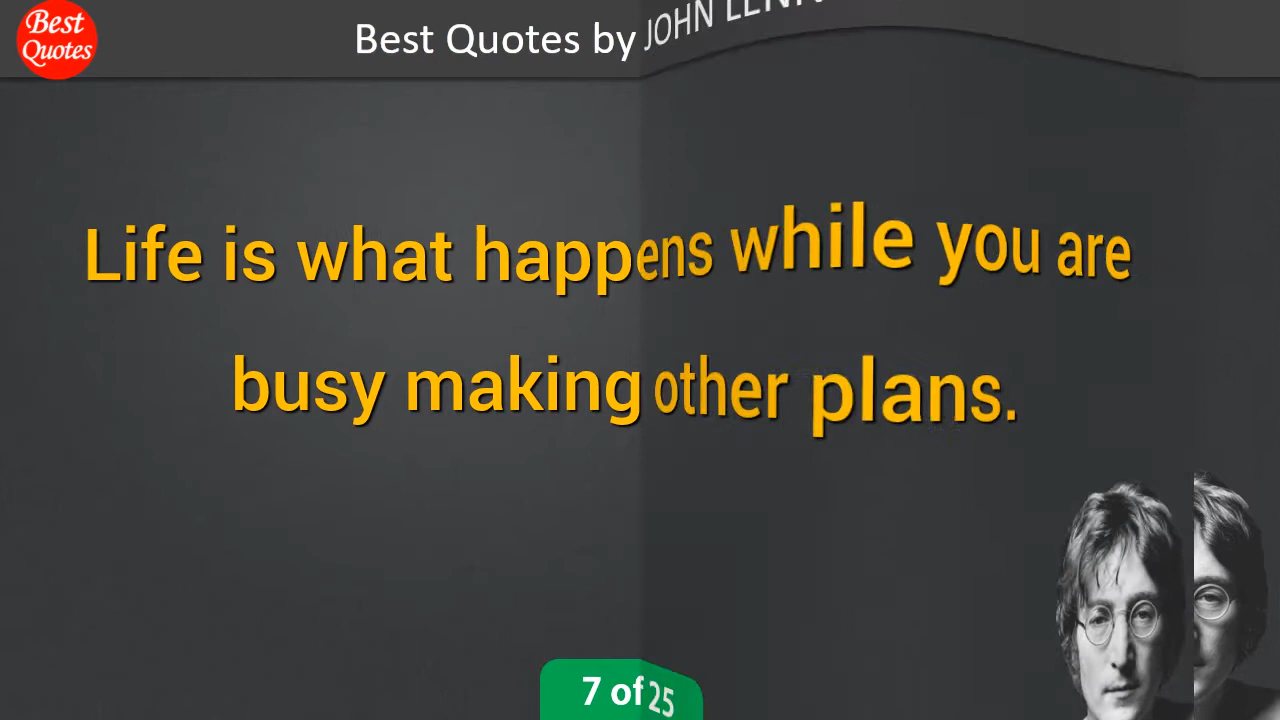 Best
Quotes
Best Quotes by JOHN
Life is what happens while you are
busy making other plans.
7 of 25